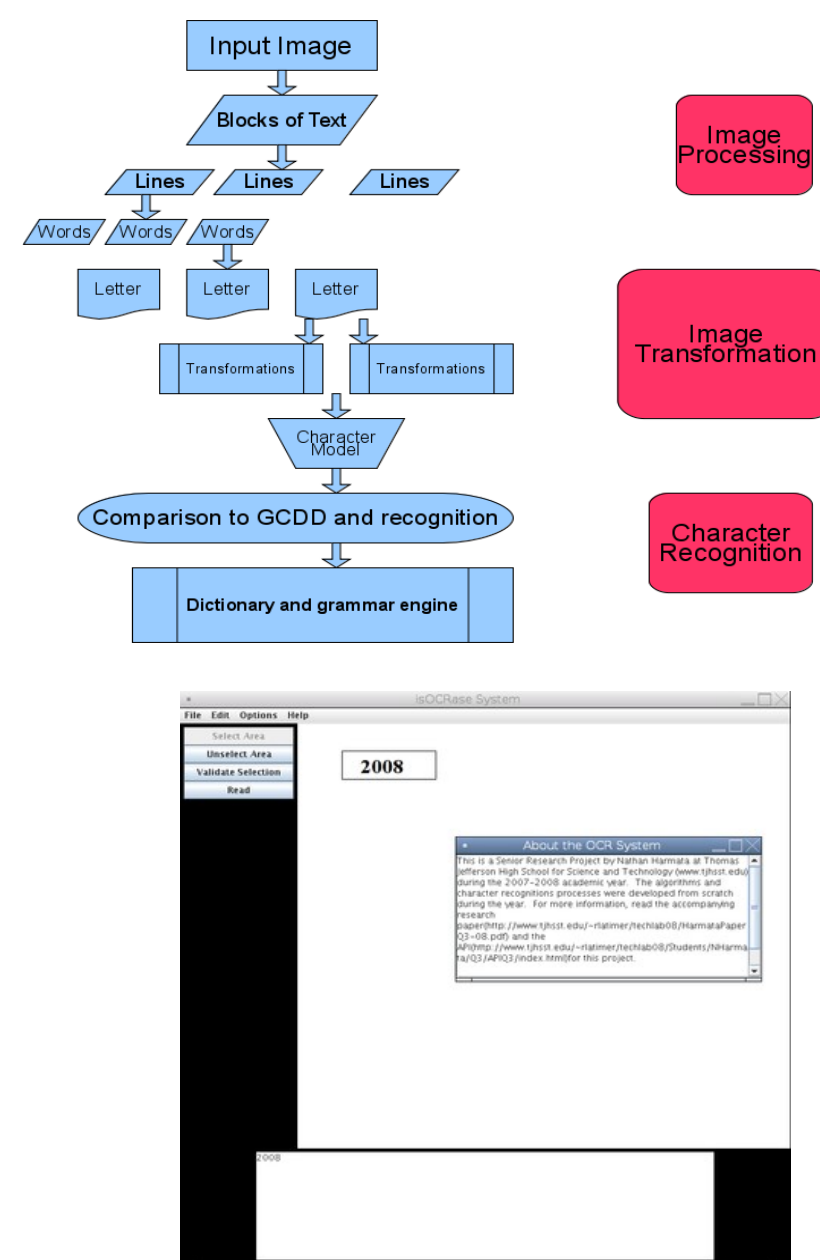 Input Image
Blocks of Text
Image
Processing
Lines Lines Lines
Words Words Words
Letter Letter Letter
Image
Transformation
Transformations Transformations
Character
Model
Comparison to GCDD and recognition
Character
Recognition
Dictionary and grammar engine
isOCRase System
File Edit Options Help
Select Area
Unselect Area
Validate Selection
Read
2008
About the OCR System
This is a Senior Research Project by Nathan Harmata at Thomas
Jefferson High School for Science and Technology (www.tjhsst.edu)
during the 2007-2008 academic year. The algorithms and
character recognitions processes were developed from scratch
during the year. For more information, read the accompanying
research
paper(http://www.tjhsst.edu/~rlatimer/techlab08/HarmataPaper
Q3-08.pdf) and the
API(http://www.tjhsst.edu/~rlatimer/techlab08/Students/NHarma
ta/Q3/APIQ3/index.html)for this project.
2008